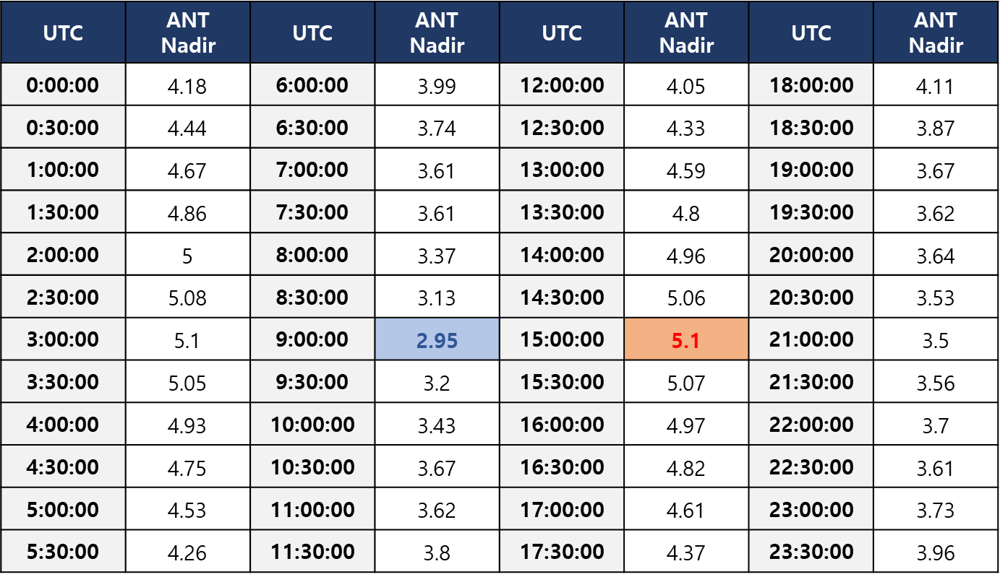 UTC ANT Nadir UTC ANT Nadir UTC ANT Nadir UTC ANT Nadir
0:00:00 4.18 6:00:00 3.99 12:00:00 4.05 18:00:00 4.11
0:30:00 4.44 6:30:00 3.74 12:30:00 4.33 18:30:00 3.87
1:00:00 4.67 7:00:00 3.61 13:00:00 4.59 19:00:00 3.67
1:30:00 4.86 7:30:00 3.61 13:30:00 4.8 19:30:00 3.62
2:00:00 5 8:00:00 3.37 14:00:00 4.96 20:00:00 3.64
2:30:00 5.08 8:30:00 3.13 14:30:00 5.06 20:30:00 3.53
3:00:00 5.1 9:00:00 2.95 15:00:00 5.1 21:00:00 3.5
3:30:00 5.05 9:30:00 3.2 15:30:00 5.07 21:30:00 3.56
4:00:00 4.93 10:00:00 3.43 16:00:00 4.97 22:00:00 3.7
4:30:00 4.75 10:30:00 3.67 16:30:00 4.82 22:30:00 3.61
5:00:00 4.53 11:00:00 3.62 17:00:00 4.61 23:00:00 3.73
5:30:00 4.26 11:30:00 3.8 17:30:00 4.37 23:30:00 3.96